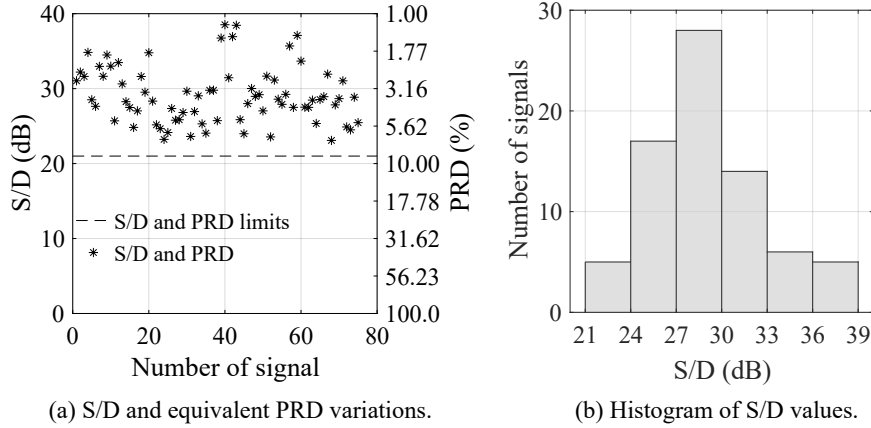 40
30
20
10
0
S/D (dB)
1.00
1.77
3.16
5.62
10.00
17.78
31.62
56.23
100.0
PRD (%)
S/D and PRD limits
S/D and PRD
0 20 40 60 80
Number of signal
(a) S/D and equivalent PRD variations.
30
20
10
0
Number of signals
21 24 27 30 33 36 39
S/D (dB)
(b) Histogram of S/D values.